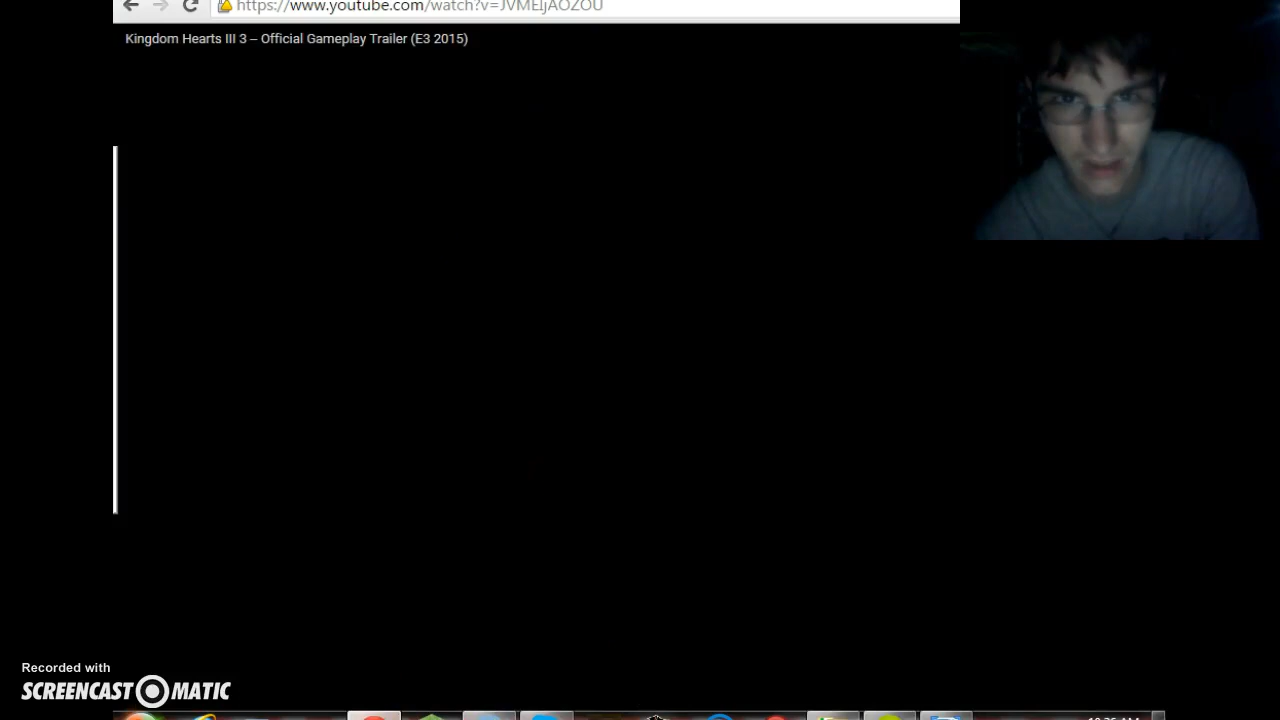 https://www.youtube.com/watch?v=JVMEljAOZOU
Kingdom Hearts III 3 – Official Gameplay Trailer (E3 2015)
Recorded with
SCREENCAST MATIC